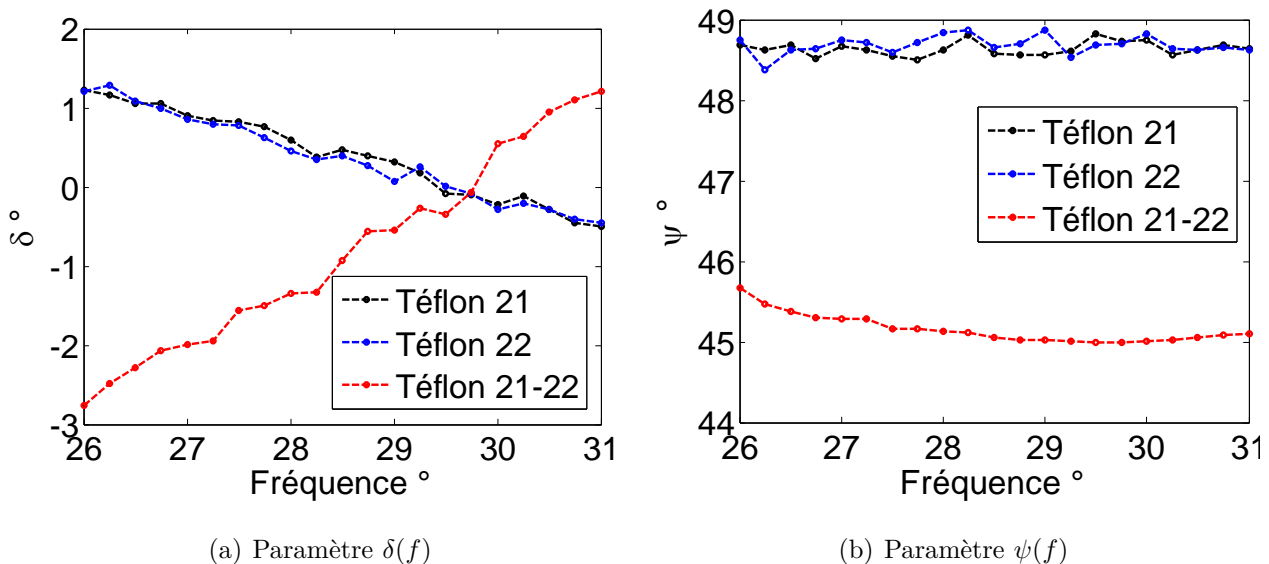 2
1
0
-1
-2
-3
δ °
26 27 28 29 30 31
Fréquence °
Téflon 21
Téflon 22
Téflon 21-22
(a) Paramètre δ(f)
49
48
47
46
45
44
ψ °
26 27 28 29 30 31
Fréquence °
Téflon 21
Téflon 22
Téflon 21-22
(b) Paramètre ψ(f)